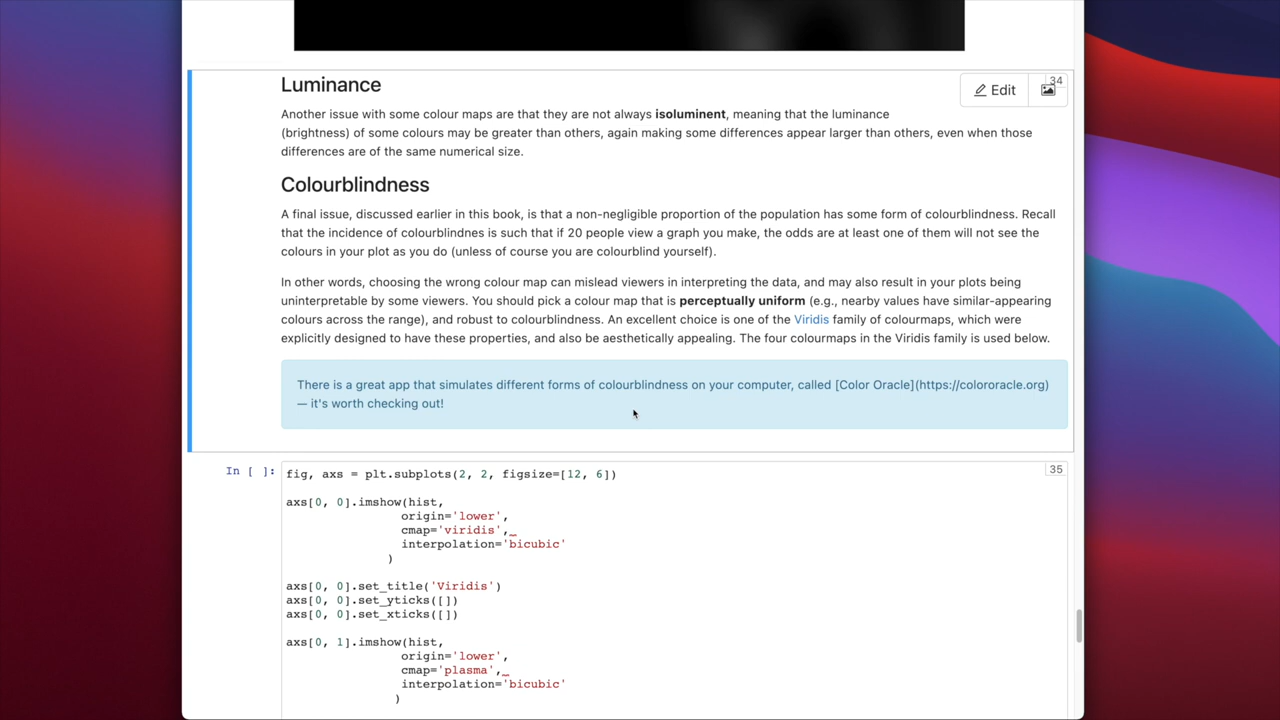 Luminance
Edit
34
Another issue with some colour maps are that they are not always isoluminent, meaning that the luminance
(brightness) of some colours may be greater than others, again making some differences appear larger than others, even when those
differences are of the same numerical size.
Colourblindness
A final issue, discussed earlier in this book, is that a non-negligible proportion of the population has some form of colourblindness. Recall
that the incidence of colourblindnes is such that if 20 people view a graph you make, the odds are at least one of them will not see the
colours in your plot as you do (unless of course you are colourblind yourself).
In other words, choosing the wrong colour map can mislead viewers in interpreting the data, and may also result in your plots being
uninterpretable by some viewers. You should pick a colour map that is perceptually uniform (e.g., nearby values have similar-appearing
colours across the range), and robust to colourblindness. An excellent choice is one of the Viridis family of colourmaps, which were
explicitly designed to have these properties, and also be aesthetically appealing. The four colourmaps in the Viridis family is used below.
There is a great app that simulates different forms of colourblindness on your computer, called [Color Oracle](https://colororacle.org)
— it's worth checking out!
In [ ]:
35
fig, axs = plt.subplots(2, 2, figsize=[12, 6])
axs[0, 0].imshow(hist,
origin='lower',
cmap='viridis',
interpolation='bicubic'
)
axs[0, 0].set_title('Viridis')
axs[0, 0].set_yticks([])
axs[0, 0].set_xticks([])
axs[0, 1].imshow(hist,
origin='lower',
cmap='plasma',
interpolation='bicubic'
)